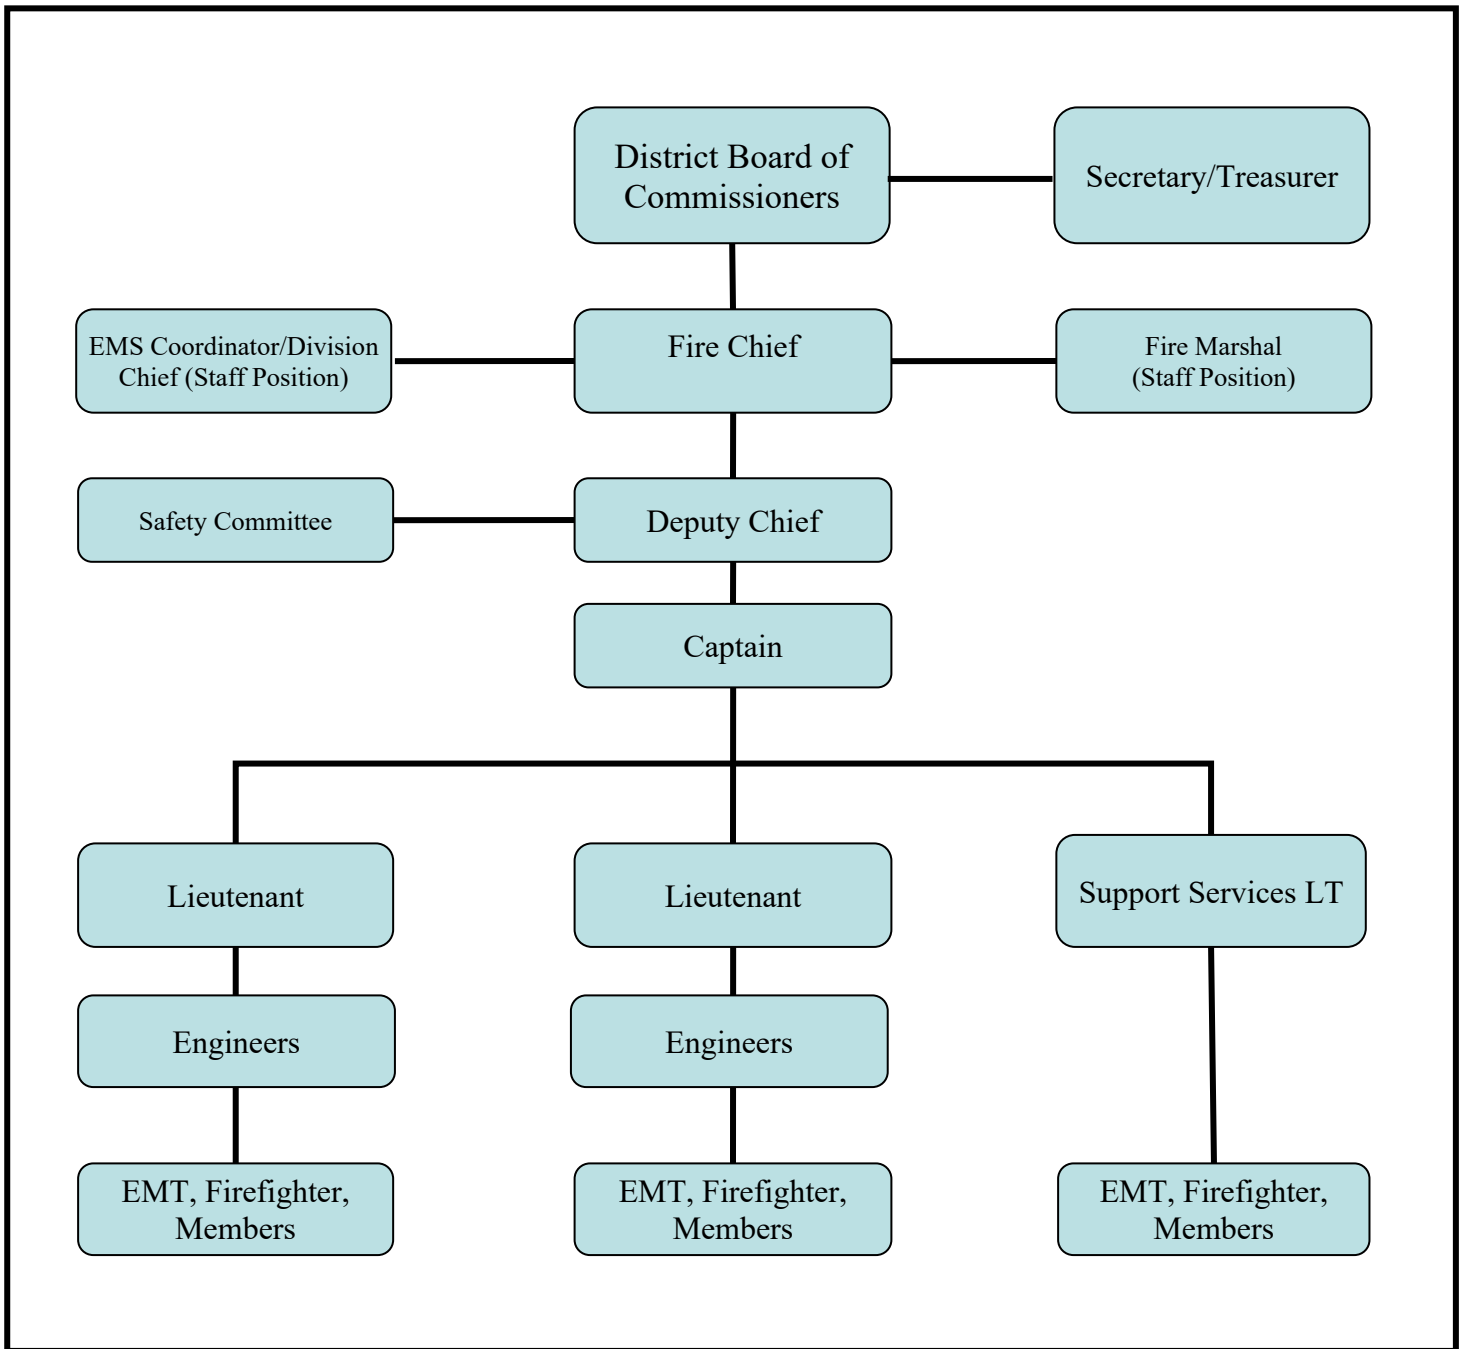 District Board of
Commissioners
Secretary/Treasurer
EMS Coordinator/Division
Chief (Staff Position)
Fire Chief
Fire Marshal
(Staff Position)
Safety Committee
Deputy Chief
Captain
Lieutenant
Lieutenant
Support Services LT
Engineers
Engineers
EMT, Firefighter,
Members
EMT, Firefighter,
Members
EMT, Firefighter,
Members